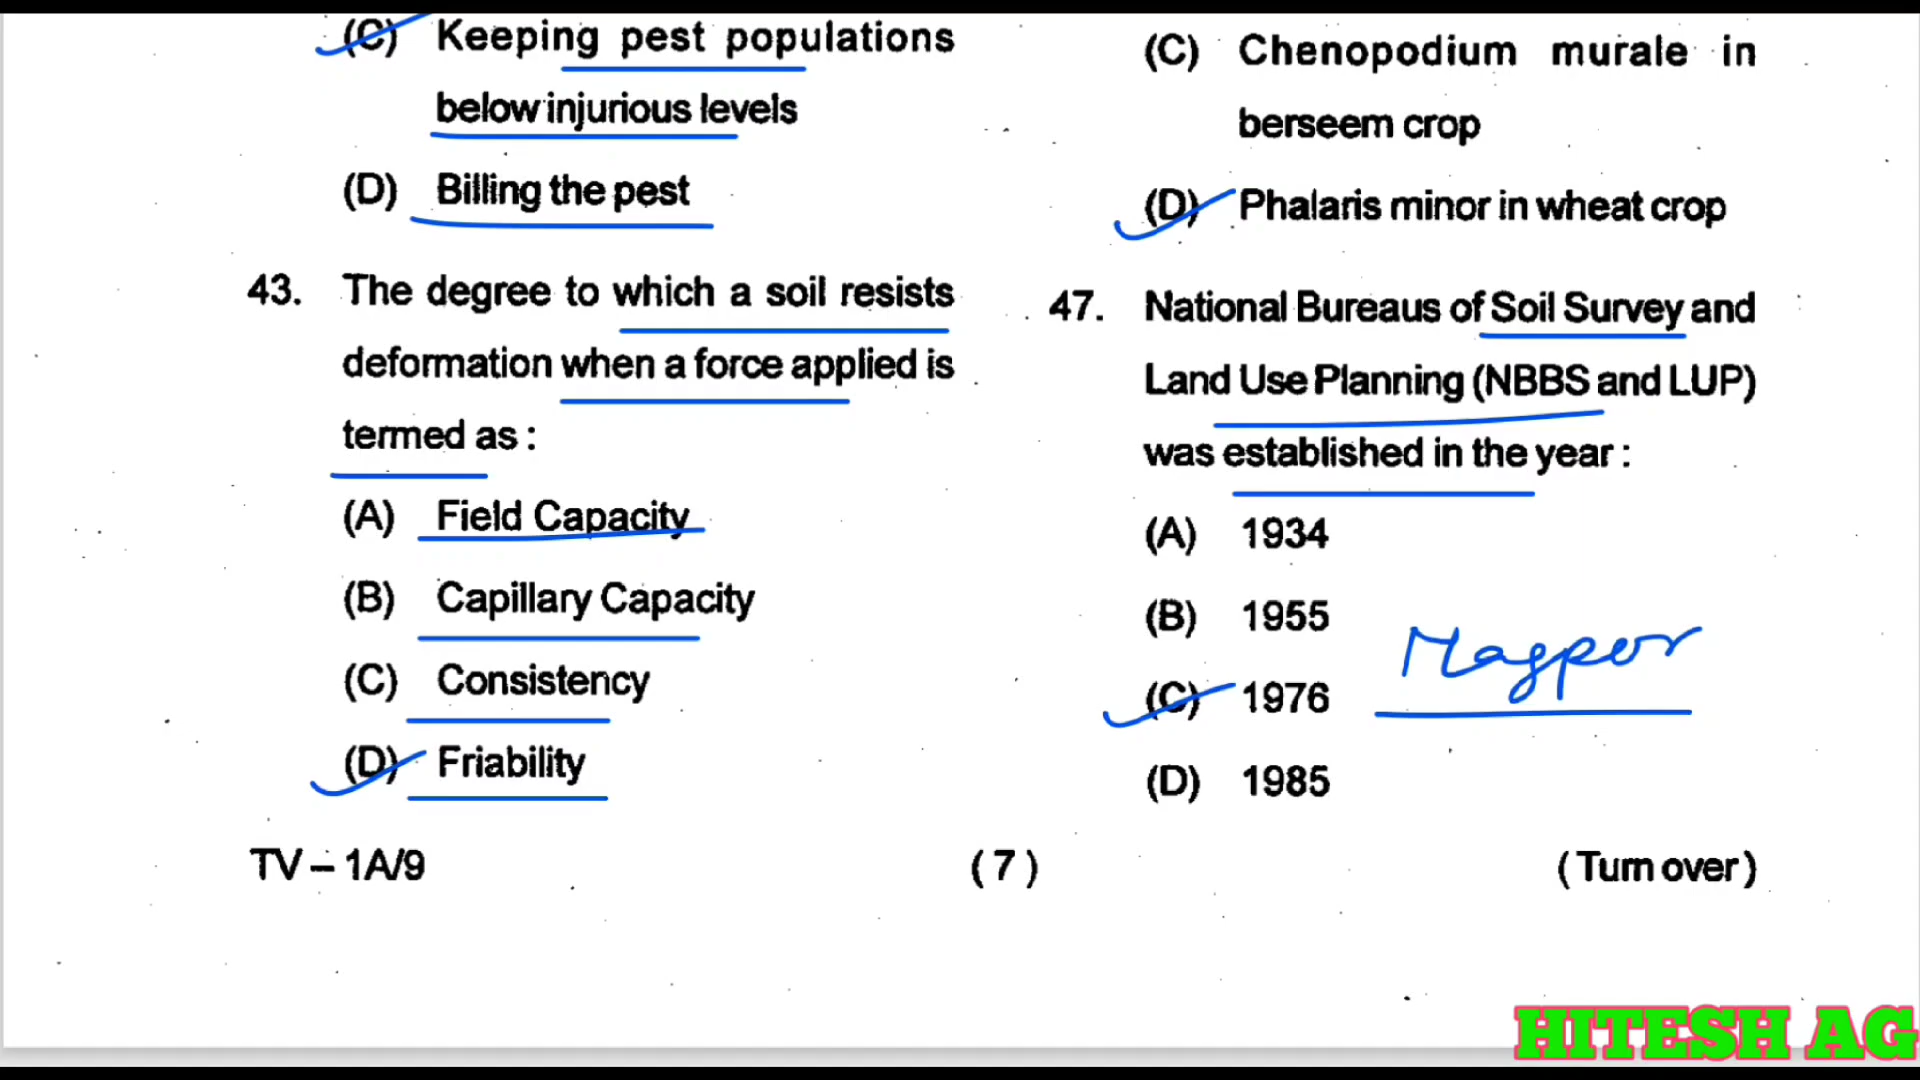 (C) Keeping pest populations
below injurious levels
(D) Billing the pest
43. The degree to which a soil resists
deformation when a force applied is
termed as :
(A) Field Capacity
(B) Capillary Capacity
(C) Consistency
(D) Friability
TV – 1A/9
( 7 )
(C) Chenopodium murale in
berseem crop
(D) Phalaris minor in wheat crop
47. National Bureaus of Soil Survey and
Land Use Planning (NBBS and LUP)
was established in the year :
(A) 1934
(B) 1955
(C) 1976
(D) 1985
Nagpur
( Turn over )
HITESH AG